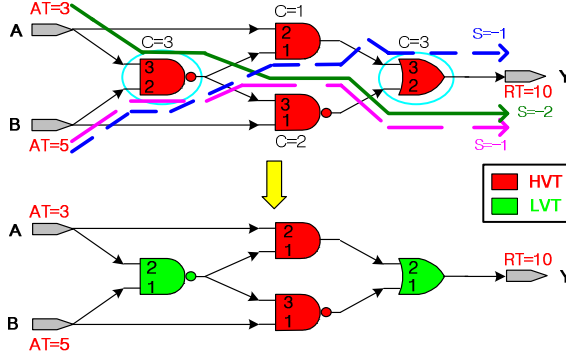 AT=3
C=1
A
C=3
2
1
C=3
S=-1
3
2
3
2
Y
RT=10
3
1
B
AT=5
C=2
S=-2
S=-1
HVT
LVT
AT=3
A
2
1
RT=10
2
1
2
1
Y
3
1
B
AT=5